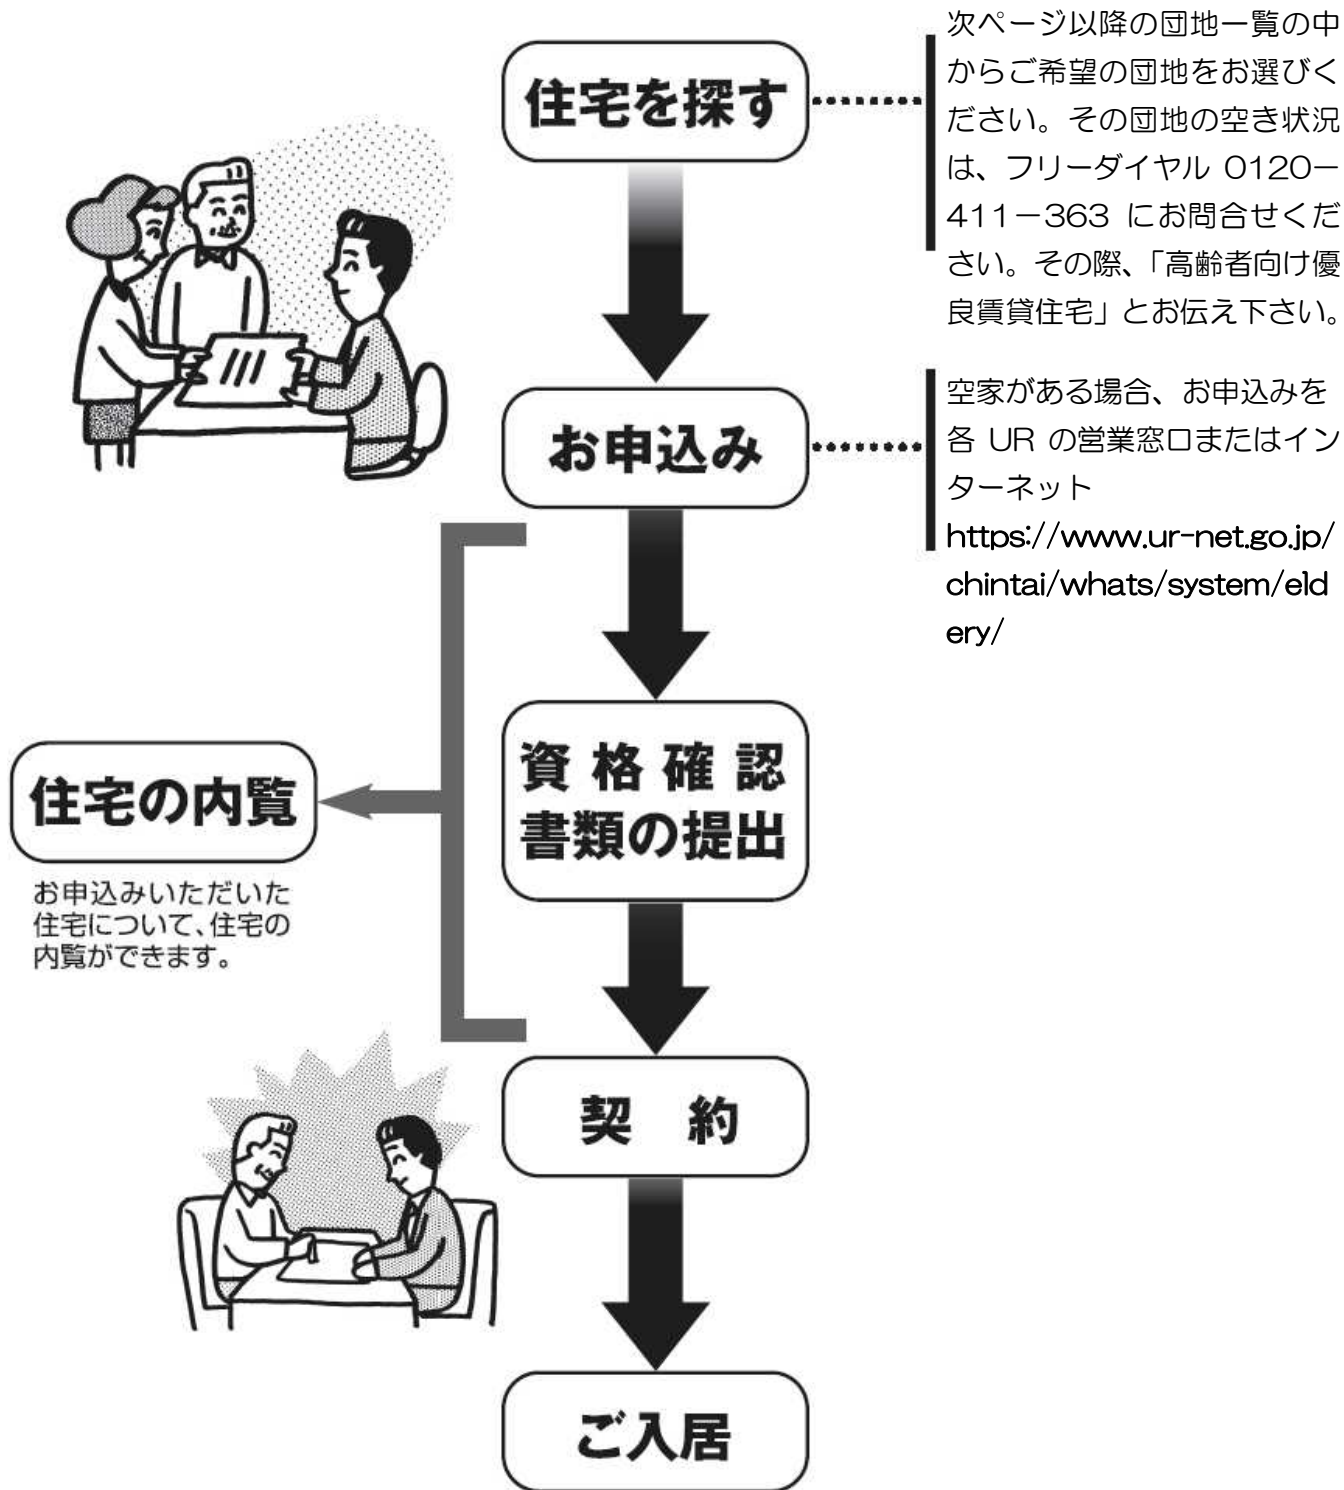 住宅を探す
次ページ以降の団地一覧の中
からご希望の団地をお選びく
ださい。その団地の空き状況
は、フリーダイヤル 0120－
411－363 にお問合せくだ
さい。その際、「高齢者向け優
良賃貸住宅」とお伝え下さい。
お申込み
空家がある場合、お申込みを
各 UR の営業窓口またはイン
ターネット
https://www.ur-net.go.jp/
chintai/whats/system/eld
ery/
資格確認
書類の提出
住宅の内覧
お申込みいただいた
住宅について、住宅の
内覧ができます。
契　約
ご入居